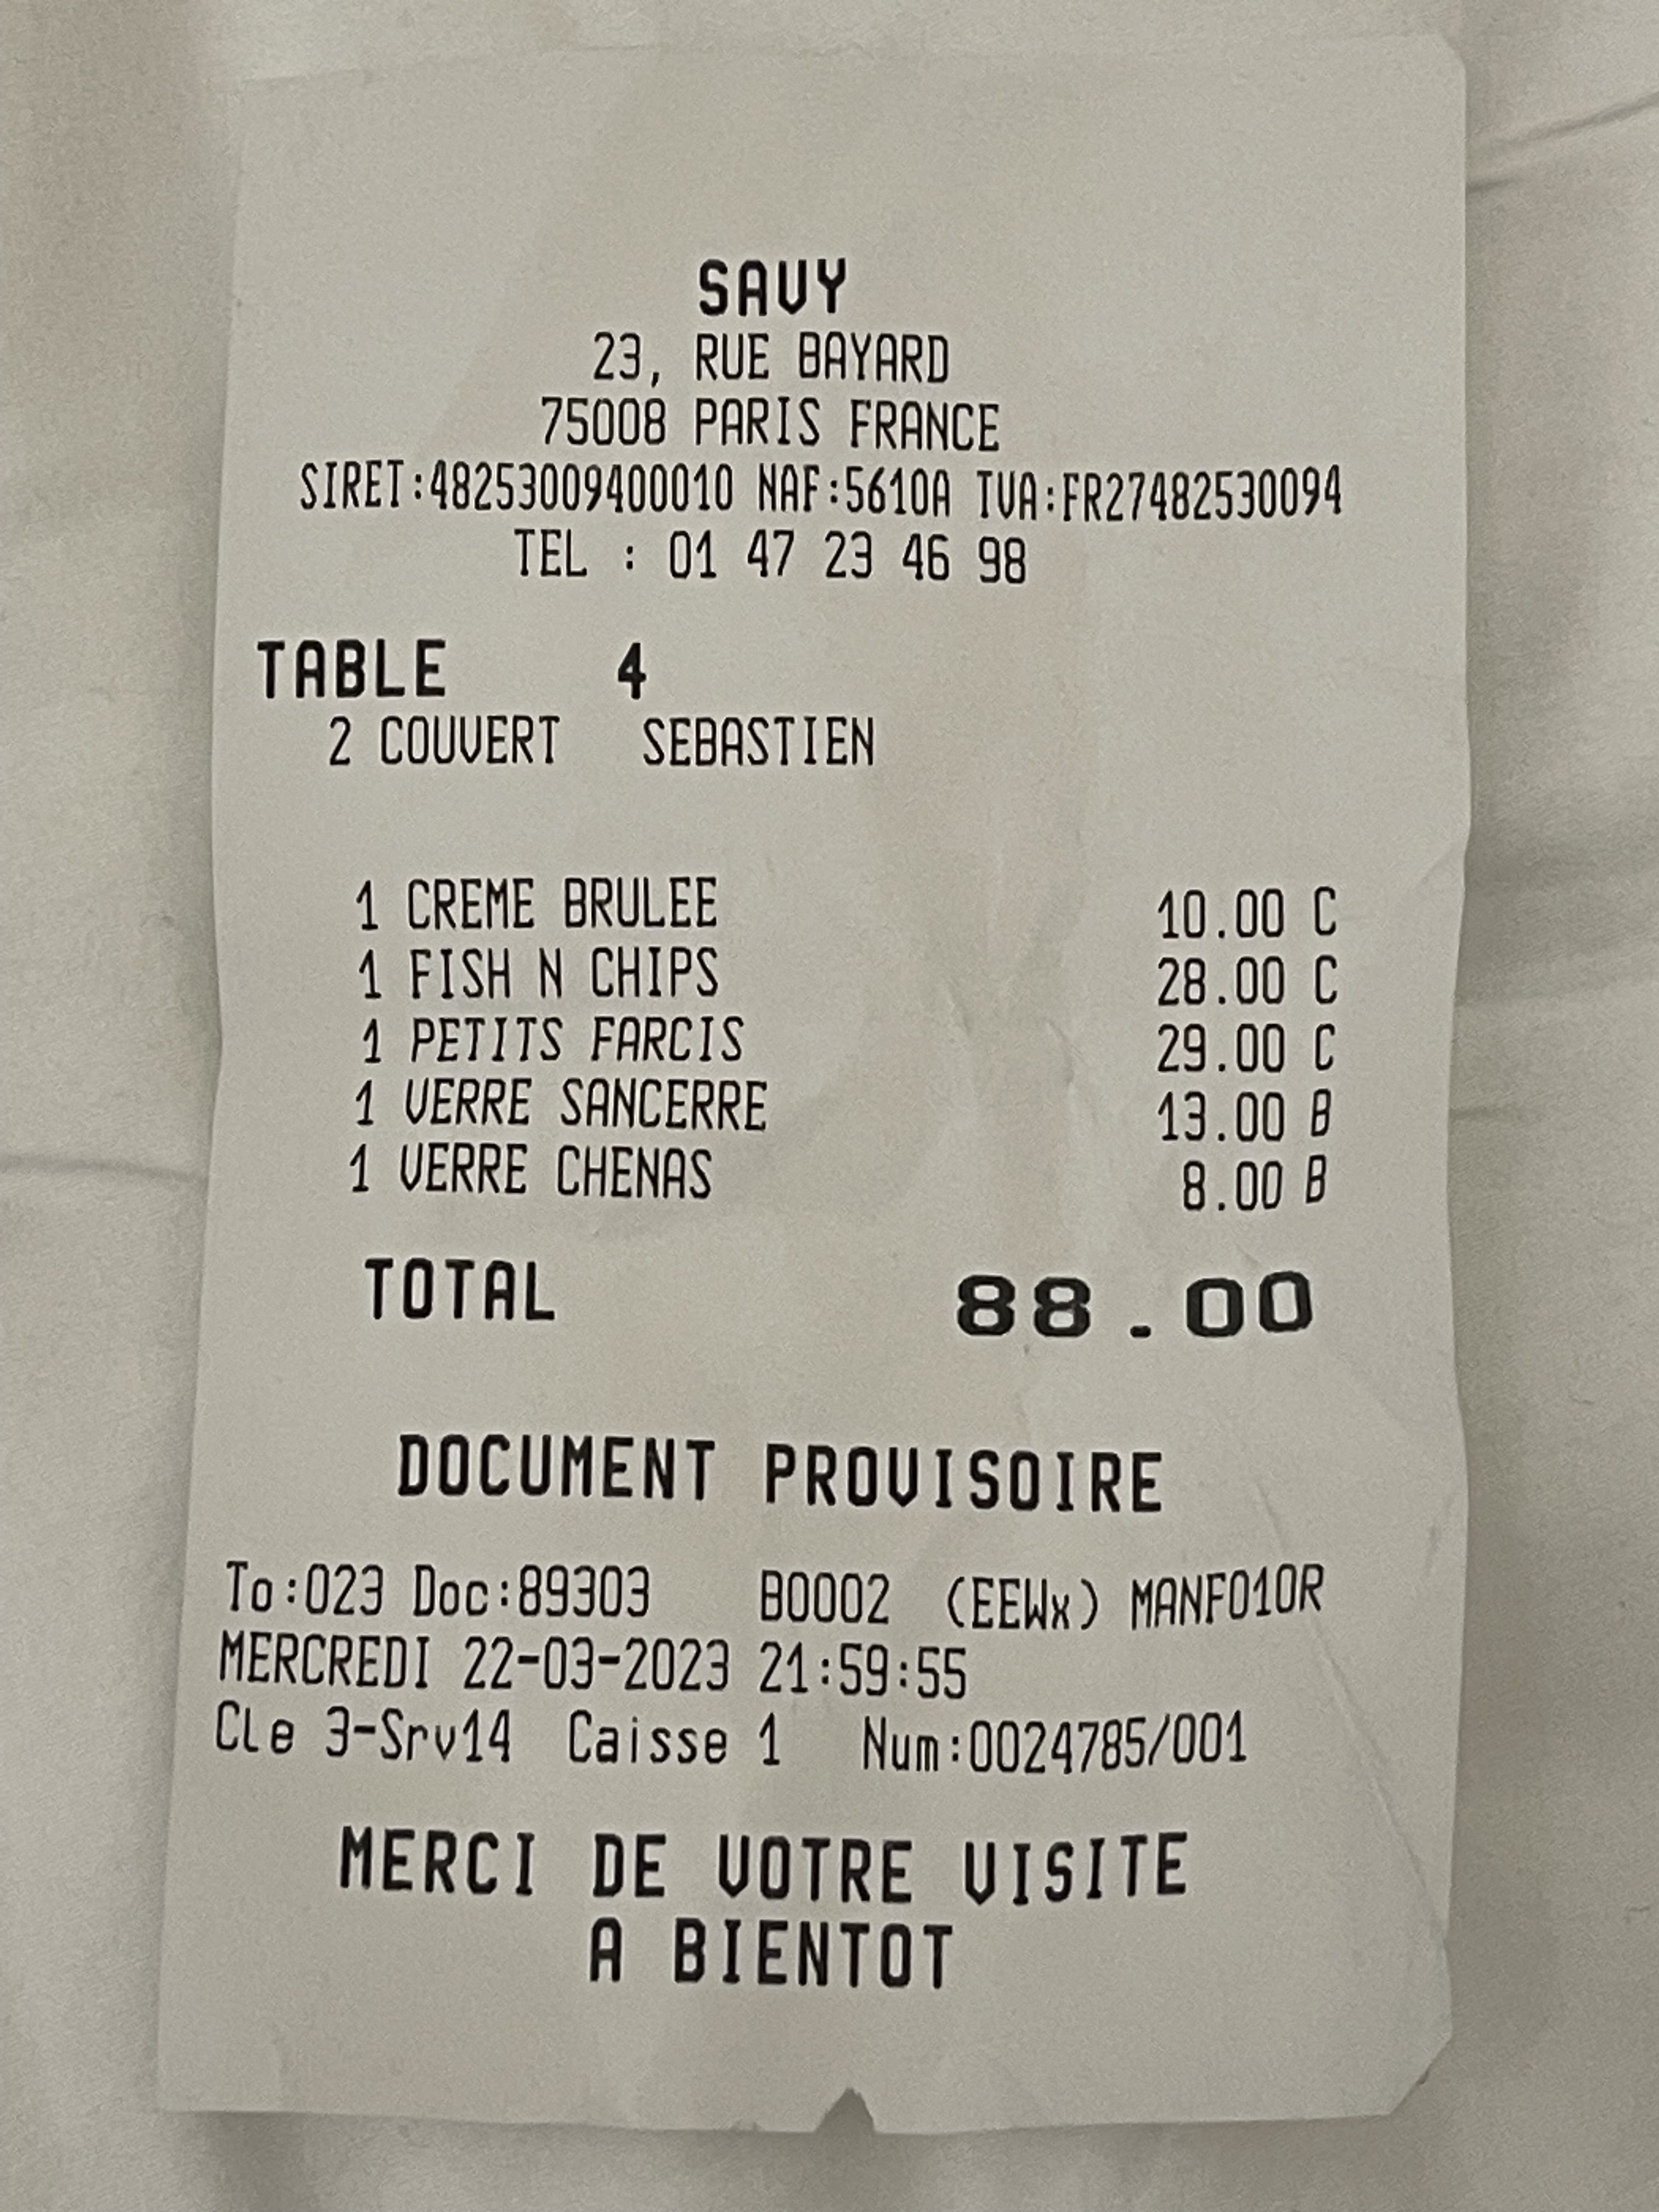 SAVY
23, RUE BAYARD
75008 PARIS FRANCE
SIRET:48253009400010 NAF:5610A TVA:FR27482530094
TEL : 01 47 23 46 98
TABLE 4
2 COUVERT SEBASTIEN
1 CREME BRULEE 10.00 C
1 FISH N CHIPS 28.00 C
1 PETITS FARCIS 29.00 C
1 VERRE SANCERRE 13.00 B
1 VERRE CHENAS 8.00 B
TOTAL 88.00
DOCUMENT PROVISOIRE
To:023 Doc:89303 B0002 (EEWx) MANF010R
MERCREDI 22-03-2023 21:59:55
Cle 3-Srv14 Caisse 1 Num:0024785/001
MERCI DE VOTRE VISITE
A BIENTOT